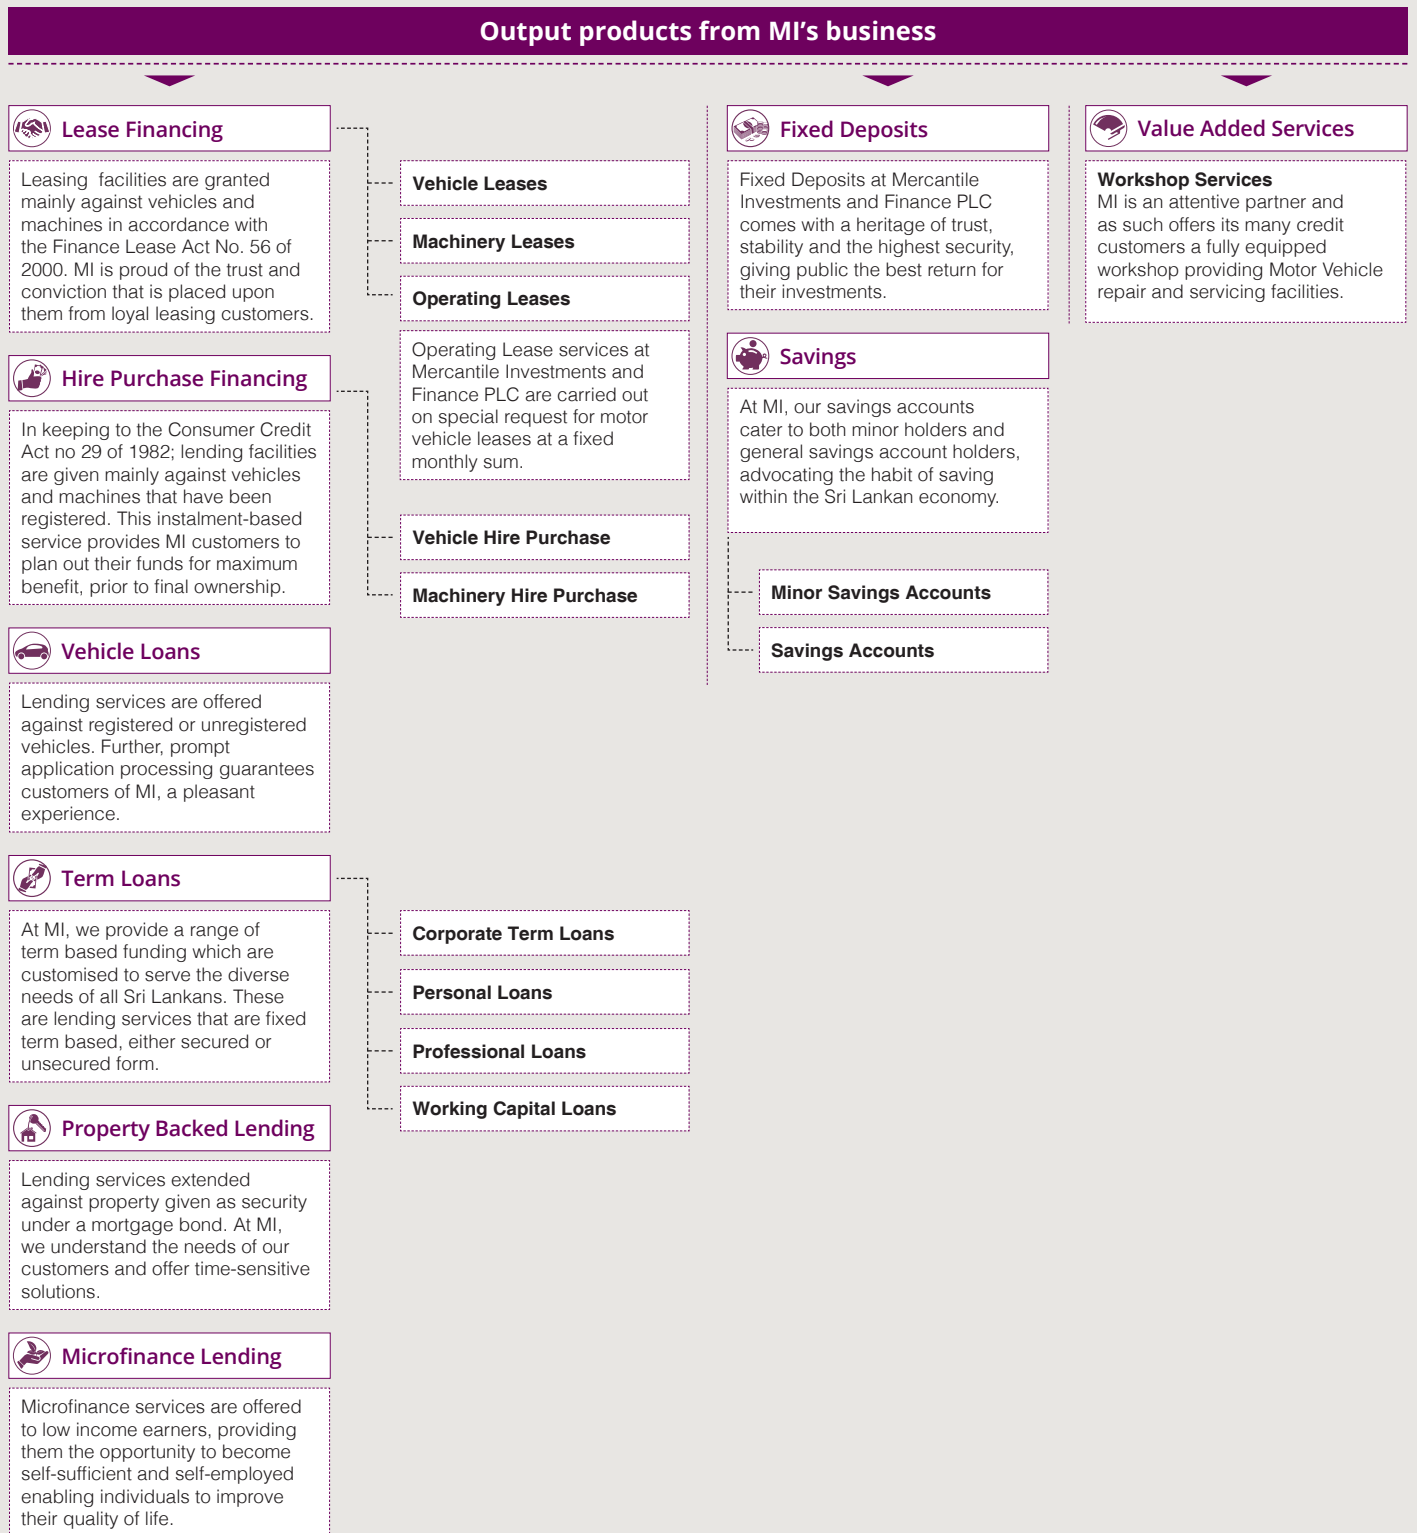 Output products from MI's business
Lease Financing
Leasing facilities are granted
mainly against vehicles and
machines in accordance with
the Finance Lease Act No. 56 of
2000. MI is proud of the trust and
conviction that is placed upon
them from loyal leasing customers.
Vehicle Leases
Machinery Leases
Operating Leases
Operating Lease services at
Mercantile Investments and
Finance PLC are carried out
on special request for motor
vehicle leases at a fixed
monthly sum.
Hire Purchase Financing
In keeping to the Consumer Credit
Act no 29 of 1982; lending facilities
are given mainly against vehicles
and machines that have been
registered. This instalment-based
service provides MI customers to
plan out their funds for maximum
benefit, prior to final ownership.
Vehicle Hire Purchase
Machinery Hire Purchase
Vehicle Loans
Lending services are offered
against registered or unregistered
vehicles. Further, prompt
application processing guarantees
customers of MI, a pleasant
experience.
Term Loans
At MI, we provide a range of
term based funding which are
customised to serve the diverse
needs of all Sri Lankans. These
are lending services that are fixed
term based, either secured or
unsecured form.
Corporate Term Loans
Personal Loans
Professional Loans
Working Capital Loans
Property Backed Lending
Lending services extended
against property given as security
under a mortgage bond. At MI,
we understand the needs of our
customers and offer time-sensitive
solutions.
Microfinance Lending
Microfinance services are offered
to low income earners, providing
them the opportunity to become
self-sufficient and self-employed
enabling individuals to improve
their quality of life.
Fixed Deposits
Fixed Deposits at Mercantile
Investments and Finance PLC
comes with a heritage of trust,
stability and the highest security,
giving public the best return for
their investments.
Savings
At MI, our savings accounts
cater to both minor holders and
general savings account holders,
advocating the habit of saving
within the Sri Lankan economy.
Minor Savings Accounts
Savings Accounts
Value Added Services
Workshop Services
MI is an attentive partner and
as such offers its many credit
customers a fully equipped
workshop providing Motor Vehicle
repair and servicing facilities.